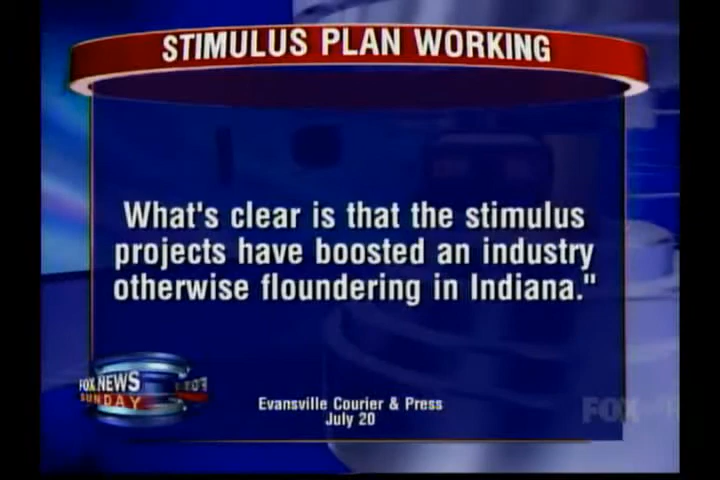 STIMULUS PLAN WORKING
What's clear is that the stimulus
projects have boosted an industry
otherwise floundering in Indiana."
FOX NEWS
SUNDAY
Evansville Courier & Press
July 20
FOX